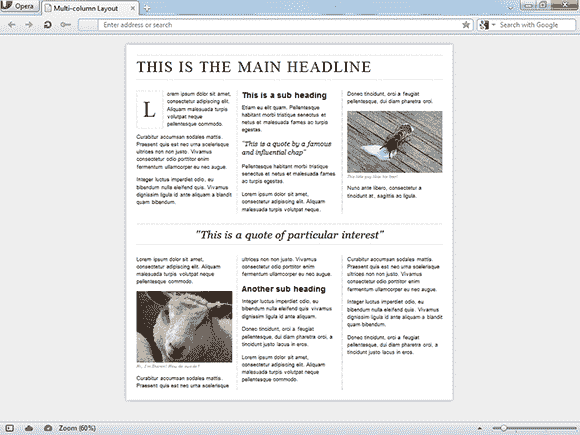 Opera
Multi-column Layout
Enter address or search
Search with Google
THIS IS THE MAIN HEADLINE
Lorem ipsum dolor sit amet,
consectetur adipiscing elit.
Aliquam malesuada turpis
volutpat neque
pellentesque commodo.
Curabitur accumsan sodales mattis.
Praesent quis est nec urna scelerisque
ultrices non non justo. Vivamus
consectetur odio porttitor enim
fermentum ullamcorper eu nec augue.
Integer luctus imperdiet odio, eu
bibendum nulla eleifend quis. Vivamus
dignissim ligula id ante aliquam.
Donec tincidunt, orci a feugiat
bibendum.
This is a sub heading
Etiam eu elit quam. Pellentesque
habitant morbi tristique senectus et
netus et malesuada fames ac turpis
egestas.
"This is a quote by a famous
and influential chap"
Pellentesque habitant morbi tristique
senectus et netus et malesuada fames
ac turpis egestas.
Lorem ipsum dolor sit amet,
consectetur adipiscing elit. Aliquam
malesuada turpis volutpat neque.
Donec tincidunt, orci a feugiat
pellentesque, dui diam pharetra orci.
Nunc ante libero, consectetur a
tincidunt at, sagittis ac ligula.
"This is a quote of particular interest"
Lorem ipsum dolor sit amet,
consectetur adipiscing elit. Aliquam
malesuada turpis volutpat neque
pellentesque commodo.
Curabitur accumsan sodales mattis.
Praesent quis est nec urna scelerisque
ultrices non non justo. Vivamus
consectetur odio porttitor enim
fermentum ullamcorper eu nec augue.
Another sub heading
Integer luctus imperdiet odio, eu
bibendum nulla eleifend quis. Vivamus
dignissim ligula id ante aliquam.
Donec tincidunt, orci a feugiat
pellentesque, dui diam pharetra orci,
tincidunt justo lacus in eros.
Lorem ipsum dolor sit amet,
consectetur adipiscing elit. Aliquam
malesuada turpis volutpat neque
pellentesque commodo.
Curabitur accumsan sodales mattis.
Praesent quis est nec urna scelerisque
ultrices non non justo. Vivamus
consectetur odio porttitor enim
fermentum ullamcorper eu nec augue.
Integer luctus imperdiet odio, eu
bibendum nulla eleifend quis. Vivamus
dignissim ligula id ante aliquam
quam bibendum.
Donec tincidunt, orci a feugiat
pellentesque, dui diam pharetra orci,
tincidunt justo lacus in eros.
Zoom (60%)